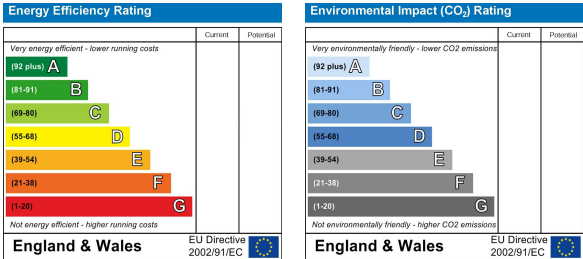 Energy Efficiency Rating
Current Potential
Very energy efficient - lower running costs
(92 plus) A
(81-91) B
(69-80) C
(55-68) D
(39-54) E
(21-38) F
(1-20) G
Not energy efficient - higher running costs
England & Wales
EU Directive
2002/91/EC
Environmental Impact (CO₂) Rating
Current Potential
Very environmentally friendly - lower CO2 emissions
(92 plus) A
(81-91) B
(69-80) C
(55-68) D
(39-54) E
(21-38) F
(1-20) G
Not environmentally friendly - higher CO2 emissions
England & Wales
EU Directive
2002/91/EC